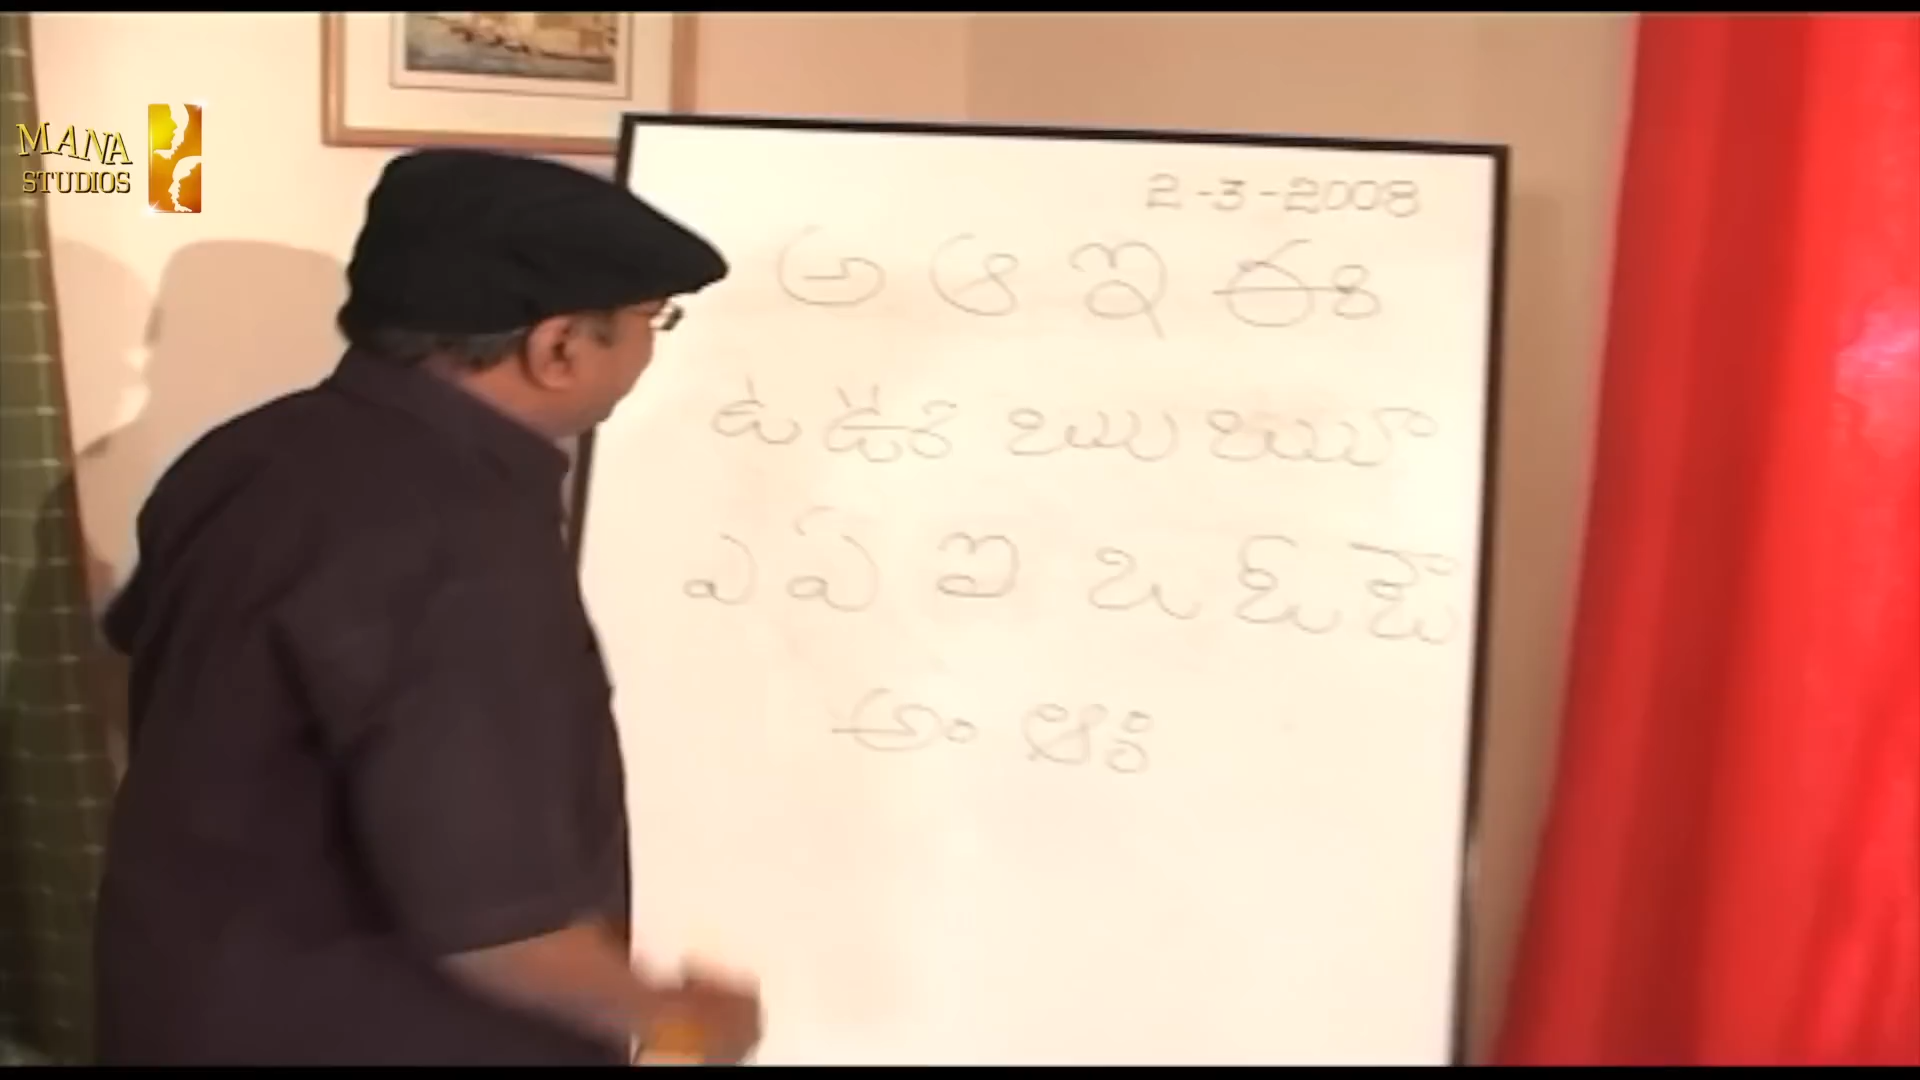 MANA
STUDIOS
2-3-2008
అ ఆ ఇ ఈ
ఉ ఊ ఋ ౠ
ఎ ఏ ఐ ఒ ఓ ఔ
అం అః